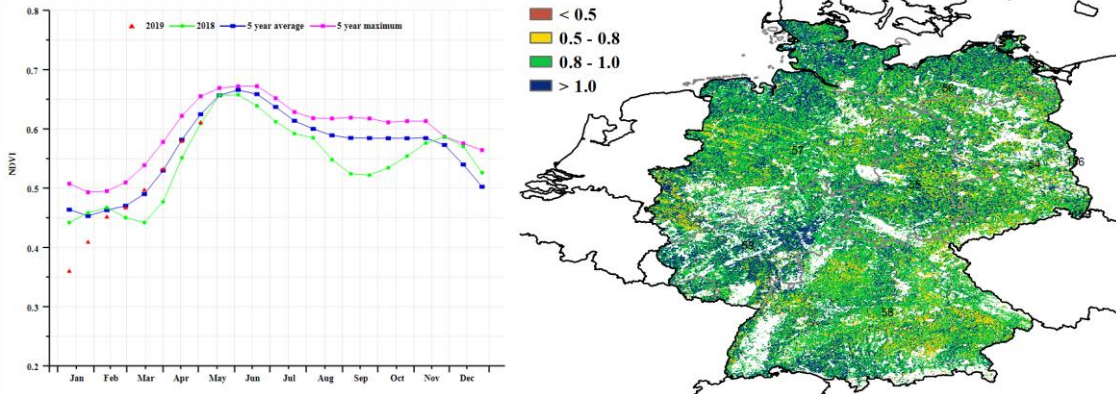 0.8
2019 2018 5 year average 5 year maximum
0.7
0.6
NDVI
0.5
0.4
0.3
0.2
Jan Feb Mar Apr May Jun Jul Aug Sep Oct Nov Dec
< 0.5
0.5 - 0.8
0.8 - 1.0
> 1.0
56
57
54
59
58